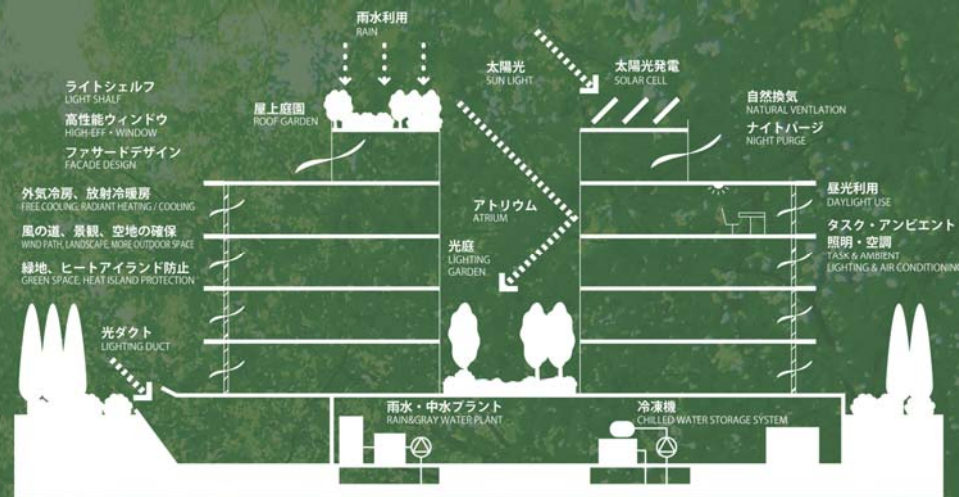 雨水利用
RAIN
太陽光
SUN LIGHT
太陽光発電
SOLAR CELL
ライトシェルフ
LIGHT SHALF
高性能ウィンドウ
HIGH-EFF・WINDOW
ファサードデザイン
FACADE DESIGN
屋上庭園
ROOF GARDEN
自然換気
NATURAL VENTLATION
ナイトパージ
NIGHT PURGE
外気冷房、放射冷暖房
FREE COOLING, RADIANT HEATING / COOLING
風の道、景観、空地の確保
WIND PATH, LANDSCAPE, MORE OUTDOOR SPACE
緑地、ヒートアイランド防止
GREEN SPACE, HEAT ISLAND PROTECTION
アトリウム
ATRIUM
光庭
LIGHTING
GARDEN
昼光利用
DAYLIGHT USE
タスク・アンビエント
照明・空調
TASK & AMBIENT
LIGHTING & AIR CONDITIONING
光ダクト
LIGHTING DUCT
雨水・中水プラント
RAIN&GRAY WATER PLANT
冷凍機
CHILLED WATER STORAGE SYSTEM